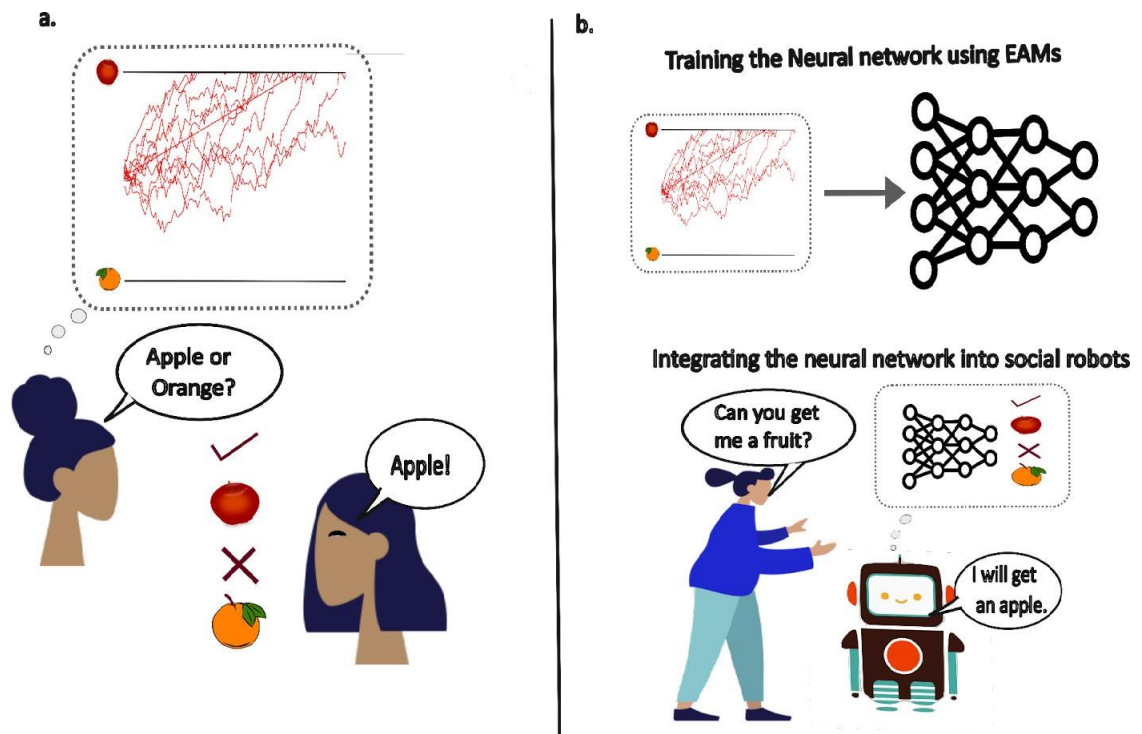 a.
Apple or
Orange?
Apple!
b.
Training the Neural network using EAMs
Integrating the neural network into social robots
Can you get
me a fruit?
I will get
an apple.